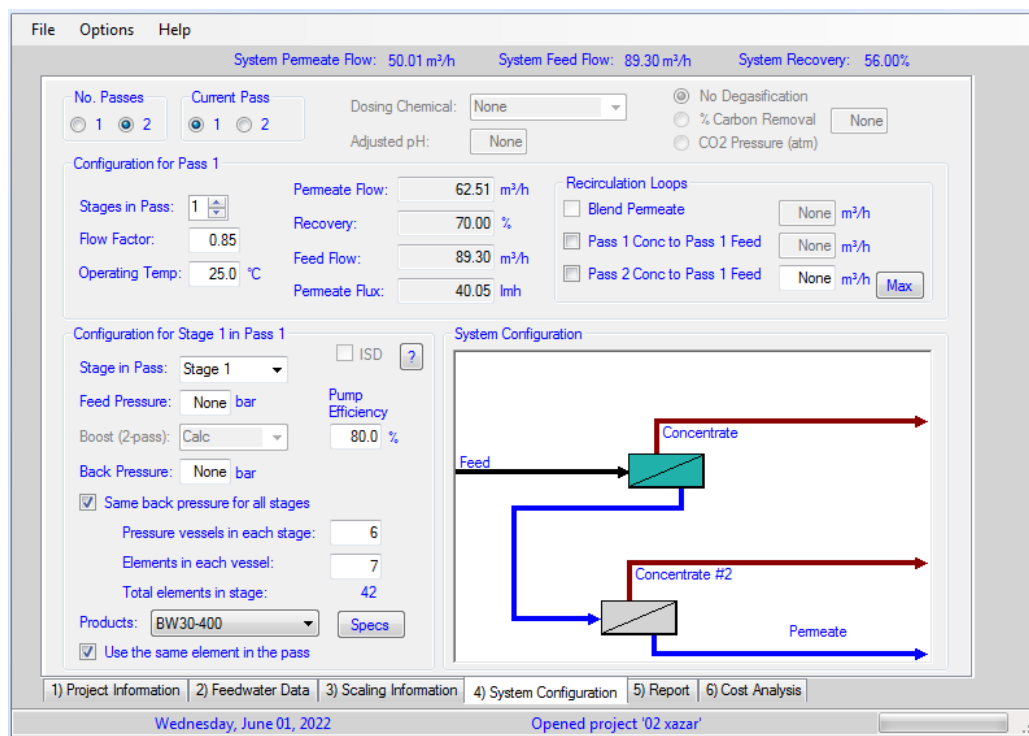 File Options Help
System Permeate Flow: 50.01 m³/h System Feed Flow: 89.30 m³/h System Recovery: 56.00%
No. Passes
1 2
Current Pass
1 2
Dosing Chemical: None
Adjusted pH: None
No Degasification
% Carbon Removal None
CO2 Pressure (atm)
Configuration for Pass 1
Stages in Pass: 1
Flow Factor: 0.85
Operating Temp: 25.0 °C
Permeate Flow: 62.51 m³/h
Recovery: 70.00 %
Feed Flow: 89.30 m³/h
Permeate Flux: 40.05 lmh
Recirculation Loops
Blend Permeate None m³/h
Pass 1 Conc to Pass 1 Feed None m³/h
Pass 2 Conc to Pass 1 Feed None m³/h Max
Configuration for Stage 1 in Pass 1
ISD ?
Stage in Pass: Stage 1
Feed Pressure: None bar
Pump
Efficiency
Boost (2-pass): Calc 80.0 %
Back Pressure: None bar
Same back pressure for all stages
Pressure vessels in each stage: 6
Elements in each vessel: 7
Total elements in stage: 42
Products: BW30-400 Specs
Use the same element in the pass
System Configuration
Concentrate
Feed
Concentrate #2
Permeate
1) Project Information 2) Feedwater Data 3) Scaling Information 4) System Configuration 5) Report 6) Cost Analysis
Wednesday, June 01, 2022 Opened project '02 xazar'